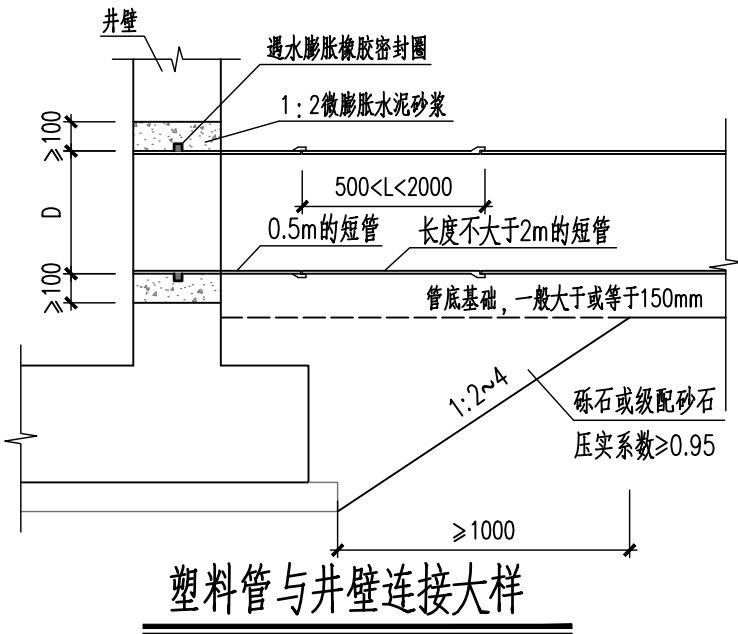 井壁
遇水膨胀橡胶密封圈
1：2微膨胀水泥砂浆
≥100
D
≥100
500<L<2000
0.5m的短管
长度不大于2m的短管
管底基础，一般大于或等于150mm
1:2~4
砾石或级配砂石
压实系数≥0.95
≥1000
塑料管与井壁连接大样